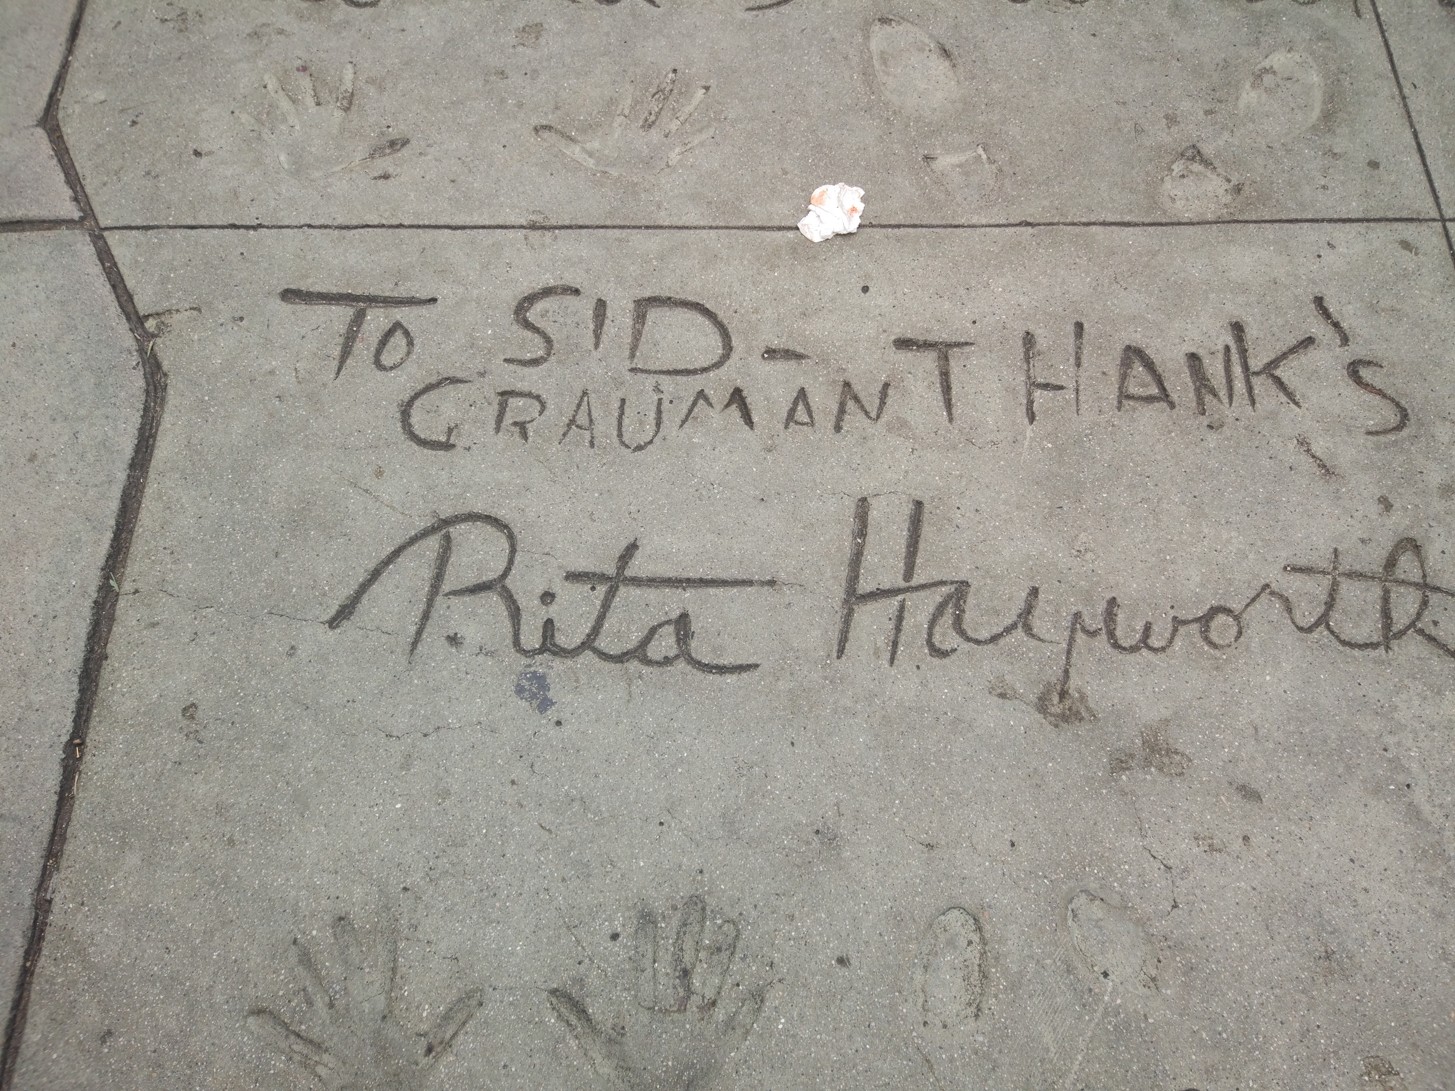 To SID - THANK'S
GRAUMAN
Rita Hayworth